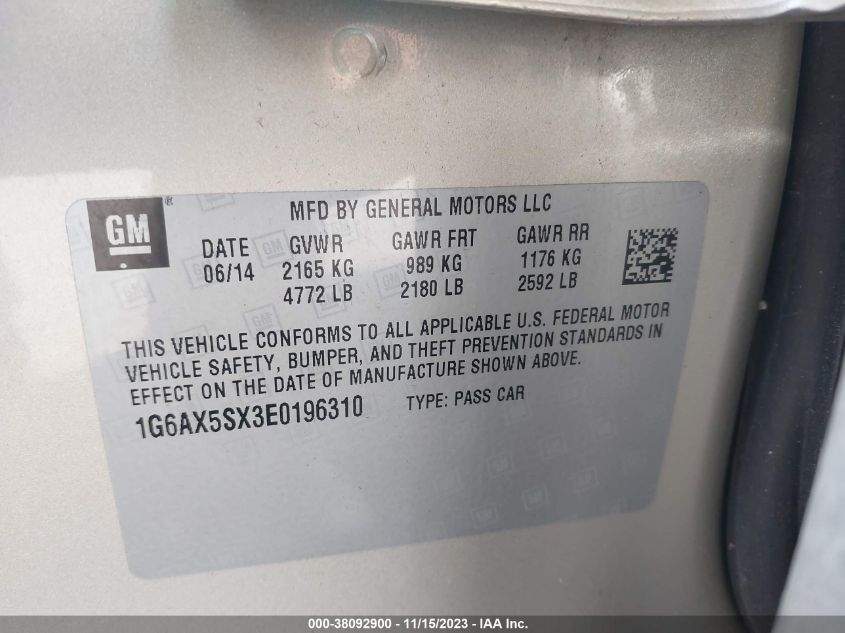 GM ®
MFD BY GENERAL MOTORS LLC
DATE GVWR GAWR FRT GAWR RR
06/14 2165 KG 989 KG 1176 KG
4772 LB 2180 LB 2592 LB
THIS VEHICLE CONFORMS TO ALL APPLICABLE U.S. FEDERAL MOTOR
VEHICLE SAFETY, BUMPER, AND THEFT PREVENTION STANDARDS IN
EFFECT ON THE DATE OF MANUFACTURE SHOWN ABOVE.
1G6AX5SX3E0196310 TYPE: PASS CAR
000-38092900 - 11/15/2023 - IAA Inc.